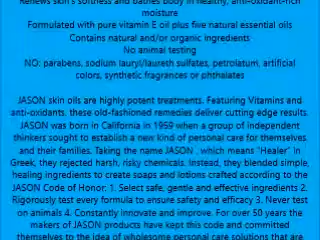 Renews skin's softness and bathes body in healthy, anti-oxidant-rich
moisture
Formulated with pure vitamin E oil plus five natural essential oils
Contains natural and/or organic ingredients
No animal testing
NO: parabens, sodium lauryl/laureth sulfates, petrolatum, artificial
colors, synthetic fragrances or phthalates
JASON skin oils are highly potent treatments. Featuring Vitamins and
anti-oxidants, these old-fashioned remedies deliver cutting edge results.
JASON was born in California in 1959 when a group of independent
thinkers sought to establish a new kind of personal care for themselves
and their families. Taking the name JASON , which means "Healer" in
Greek, they rejected harsh, risky chemicals. Instead, they blended simple,
healing ingredients to create soaps and lotions crafted according to the
JASON Code of Honor: 1. Select safe, gentle and effective ingredients 2.
Rigorously test every formula to ensure safety and efficacy 3. Never test
on animals 4. Constantly innovate and improve. For over 50 years the
makers of JASON products have kept this code and committed
themselves to the idea of wholesome personal care solutions that are